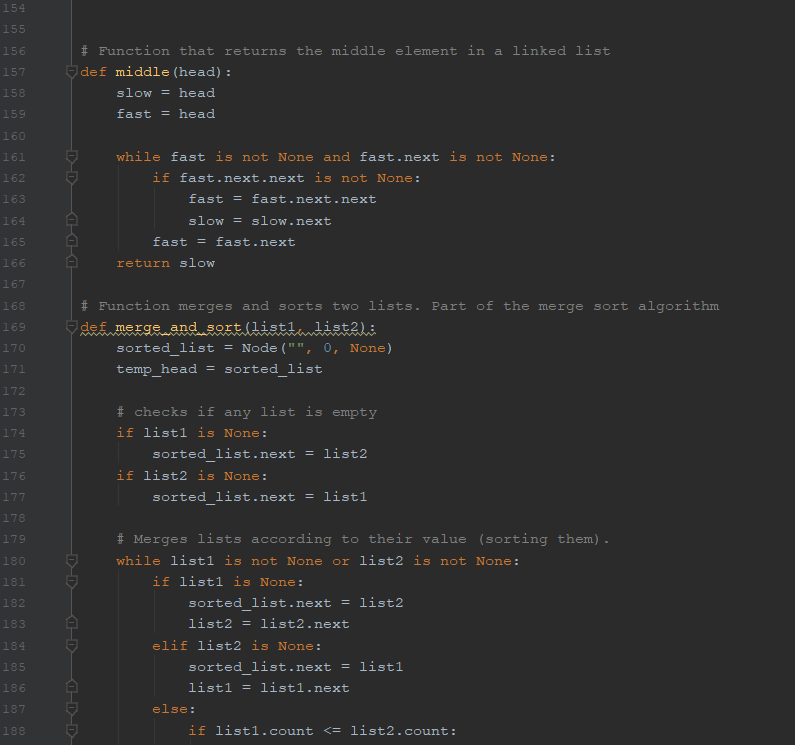 154
155
156 # Function that returns the middle element in a linked list
157 def middle(head):
158     slow = head
159     fast = head
160
161     while fast is not None and fast.next is not None:
162         if fast.next.next is not None:
163             fast = fast.next.next
164             slow = slow.next
165         fast = fast.next
166     return slow
167
168 # Function merges and sorts two lists. Part of the merge sort algorithm
169 def merge_and_sort(list1, list2):
170     sorted_list = Node("", 0, None)
171     temp_head = sorted_list
172
173     # checks if any list is empty
174     if list1 is None:
175         sorted_list.next = list2
176     if list2 is None:
177         sorted_list.next = list1
178
179     # Merges lists according to their value (sorting them).
180     while list1 is not None or list2 is not None:
181         if list1 is None:
182             sorted_list.next = list2
183             list2 = list2.next
184         elif list2 is None:
185             sorted_list.next = list1
186             list1 = list1.next
187         else:
188             if list1.count <= list2.count: